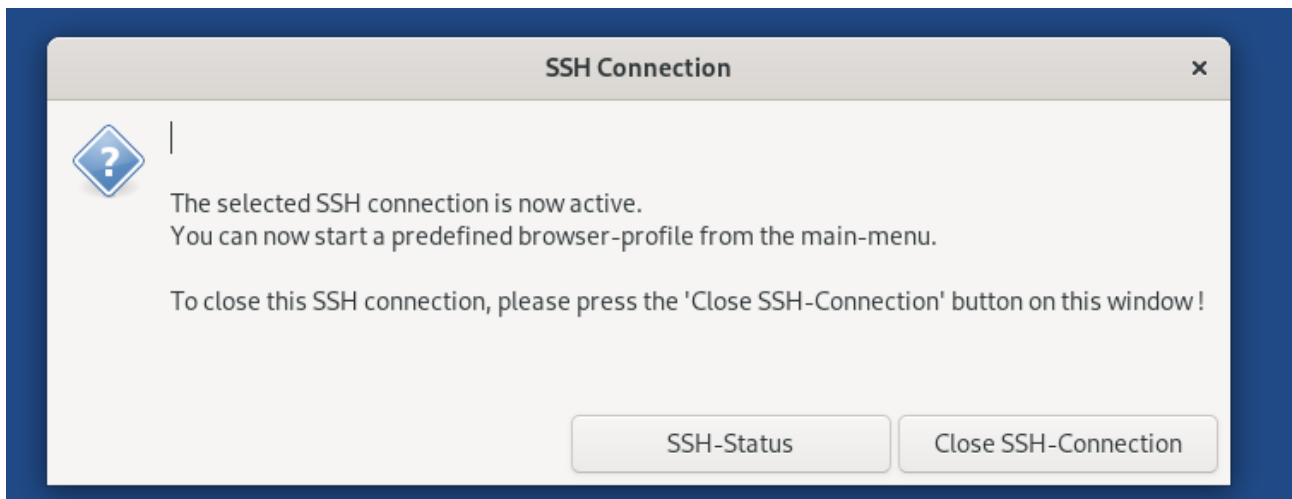 SSH Connection
The selected SSH connection is now active.
You can now start a predefined browser-profile from the main-menu.
To close this SSH connection, please press the 'Close SSH-Connection' button on this window !
SSH-Status
Close SSH-Connection